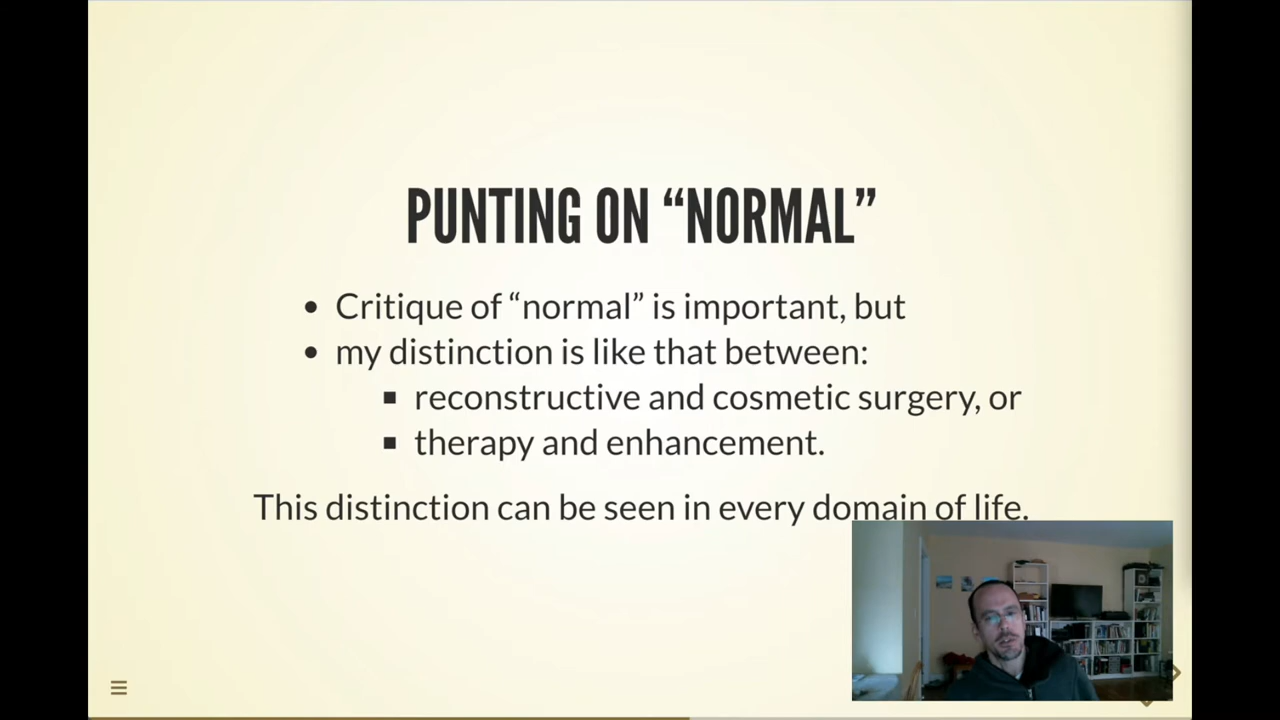 PUNTING ON “NORMAL”
• Critique of “normal” is important, but
• my distinction is like that between:
▪ reconstructive and cosmetic surgery, or
▪ therapy and enhancement.
This distinction can be seen in every domain of life.